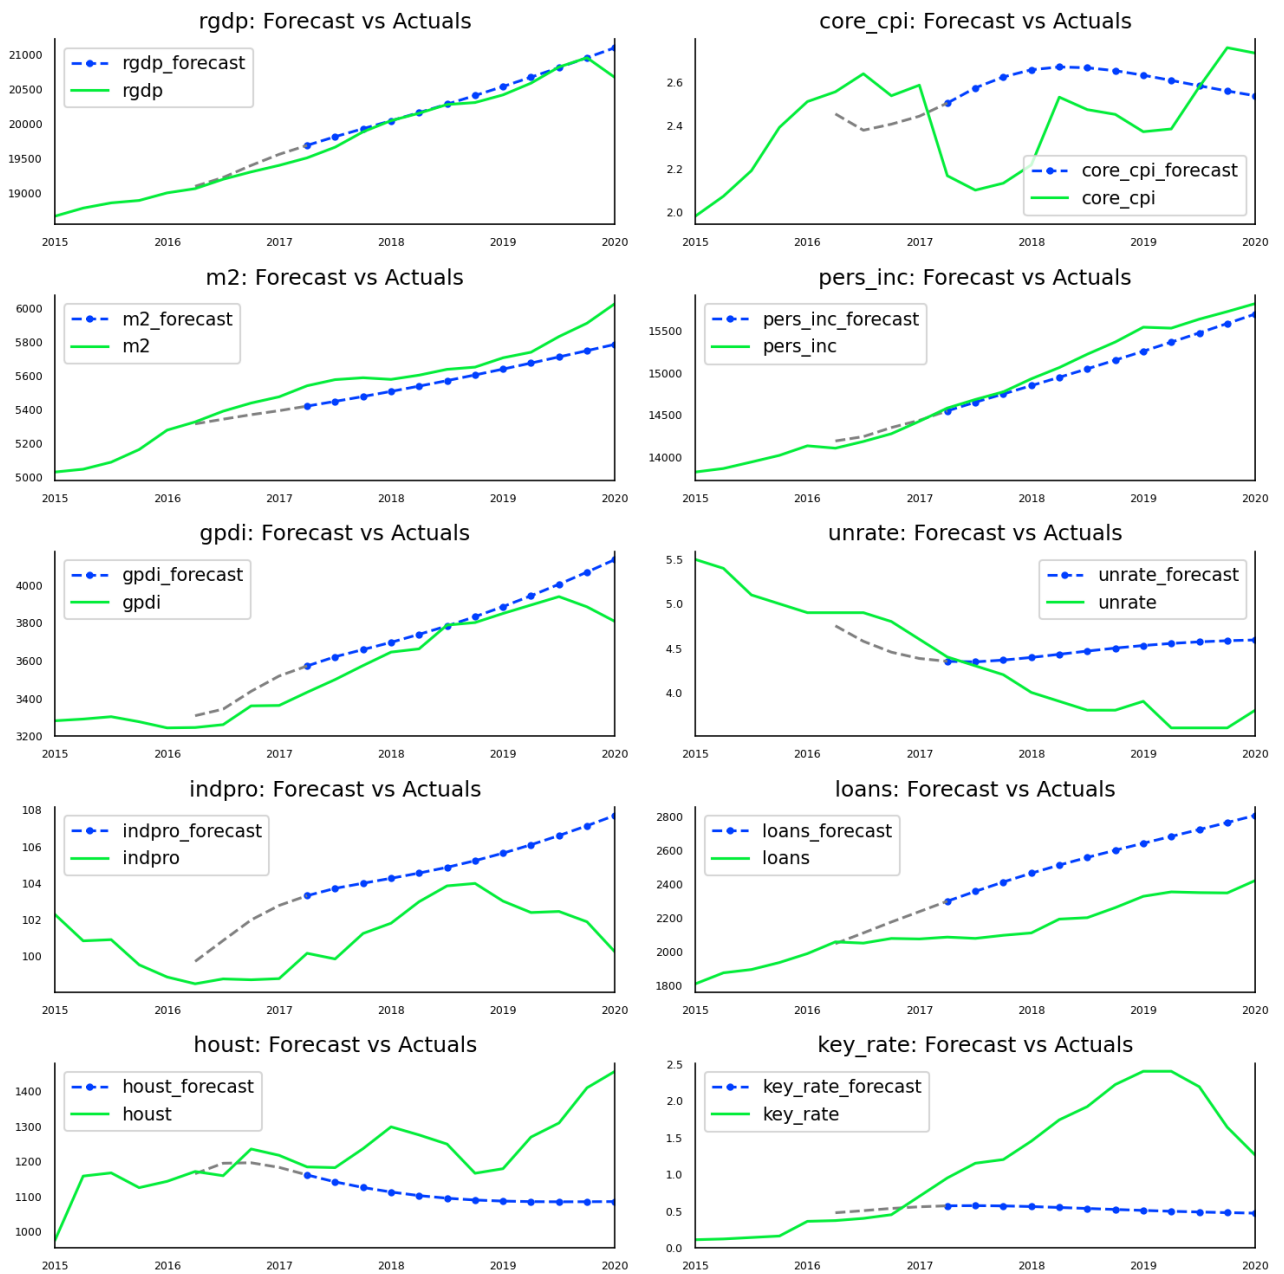 rgdp: Forecast vs Actuals
rgdp_forecast
rgdp
21000
20500
20000
19500
19000
2015 2016 2017 2018 2019 2020
core_cpi: Forecast vs Actuals
core_cpi_forecast
core_cpi
2.6
2.4
2.2
2.0
2015 2016 2017 2018 2019 2020
m2: Forecast vs Actuals
m2_forecast
m2
6000
5800
5600
5400
5200
5000
2015 2016 2017 2018 2019 2020
pers_inc: Forecast vs Actuals
pers_inc_forecast
pers_inc
15500
15000
14500
14000
2015 2016 2017 2018 2019 2020
gpdi: Forecast vs Actuals
gpdi_forecast
gpdi
4000
3800
3600
3400
3200
2015 2016 2017 2018 2019 2020
unrate: Forecast vs Actuals
unrate_forecast
unrate
5.5
5.0
4.5
4.0
2015 2016 2017 2018 2019 2020
indpro: Forecast vs Actuals
indpro_forecast
indpro
108
106
104
102
100
2015 2016 2017 2018 2019 2020
loans: Forecast vs Actuals
loans_forecast
loans
2800
2600
2400
2200
2000
1800
2015 2016 2017 2018 2019 2020
houst: Forecast vs Actuals
houst_forecast
houst
1400
1300
1200
1100
1000
2015 2016 2017 2018 2019 2020
key_rate: Forecast vs Actuals
key_rate_forecast
key_rate
2.5
2.0
1.5
1.0
0.5
0.0
2015 2016 2017 2018 2019 2020